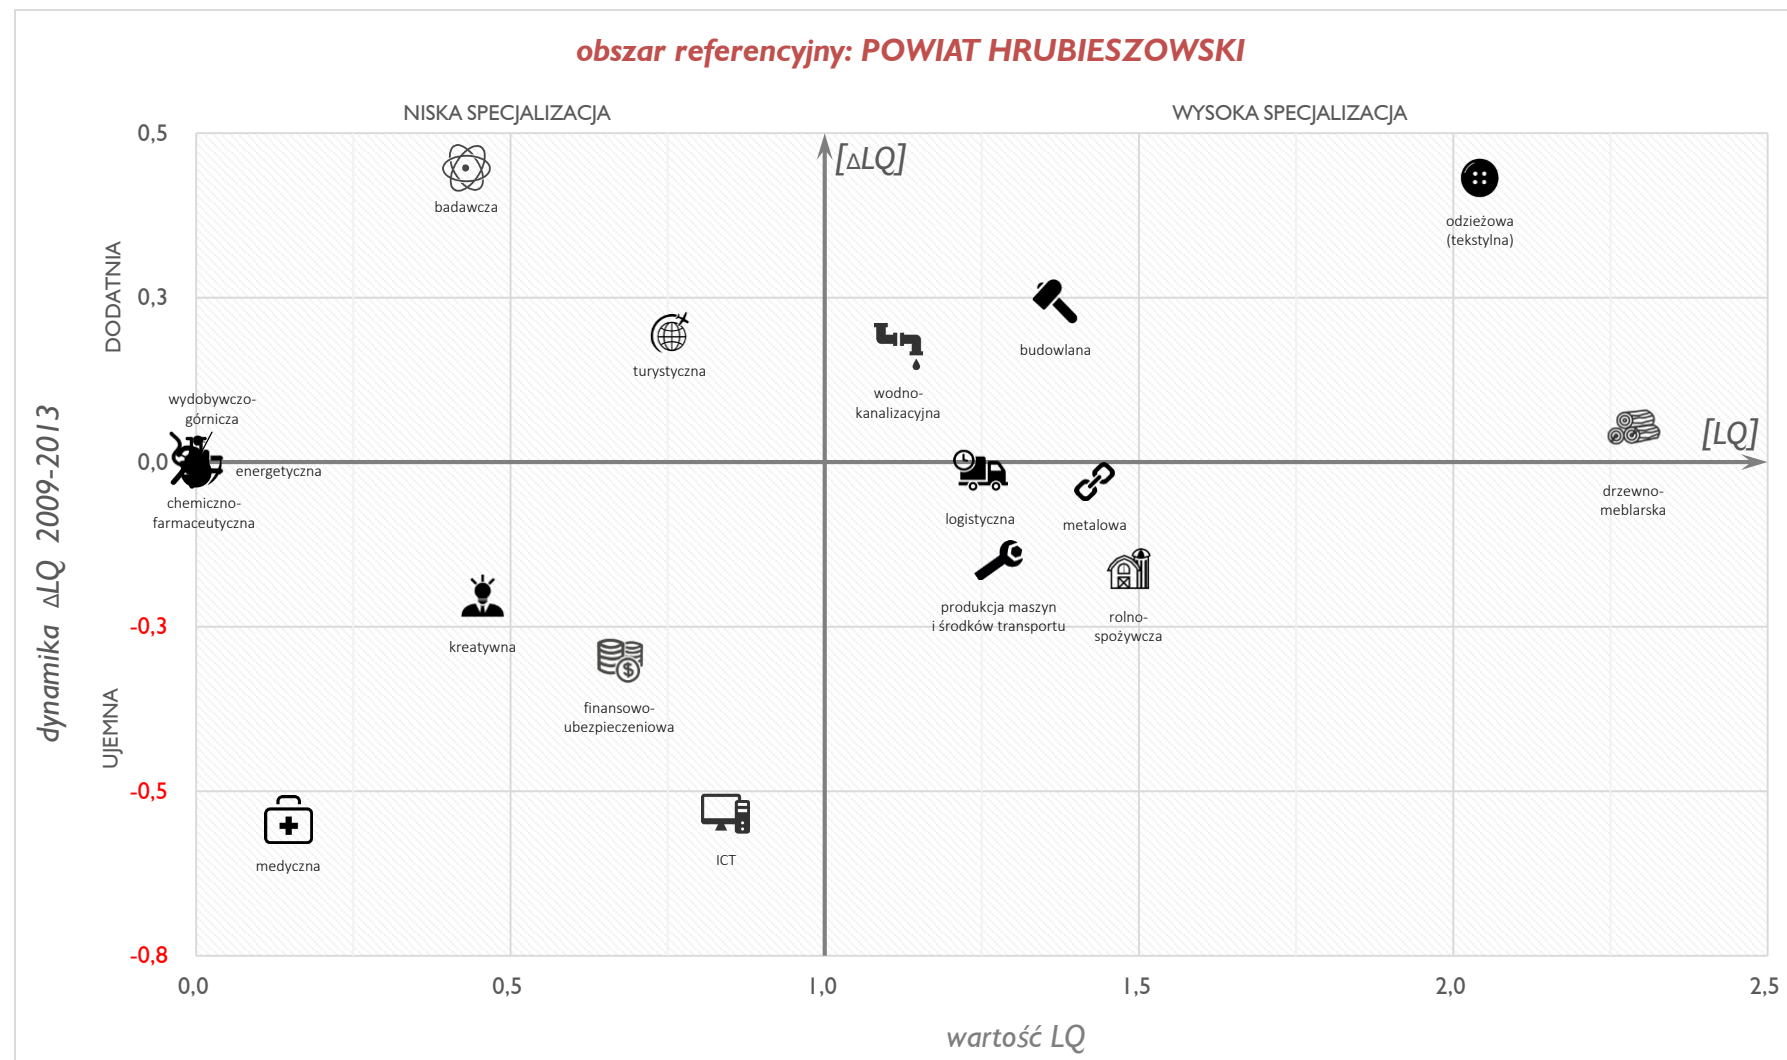 obszar referencyjny: POWIAT HRUBIESZOWSKI
NISKA SPECJALIZACJA
WYSOKA SPECJALIZACJA
0,5
[ΔLQ]
badawcza
odzieżowa
(tekstylna)
DODATNIA
0,3
budowlana
turystyczna
wodno-
kanalizacyjna
wydobywczo-
górnicza
[LQ]
0,0
energetyczna
chemiczno-
farmaceutyczna
logistyczna
metalowa
drzewno-
meblarska
dynamika ΔLQ 2009-2013
produkcja maszyn
i środków transportu
rolno-
spożywcza
-0,3
kreatywna
finansowo-
ubezpieczeniowa
UJEMNA
-0,5
medyczna
ICT
-0,8
0,0
0,5
1,0
1,5
2,0
2,5
wartość LQ